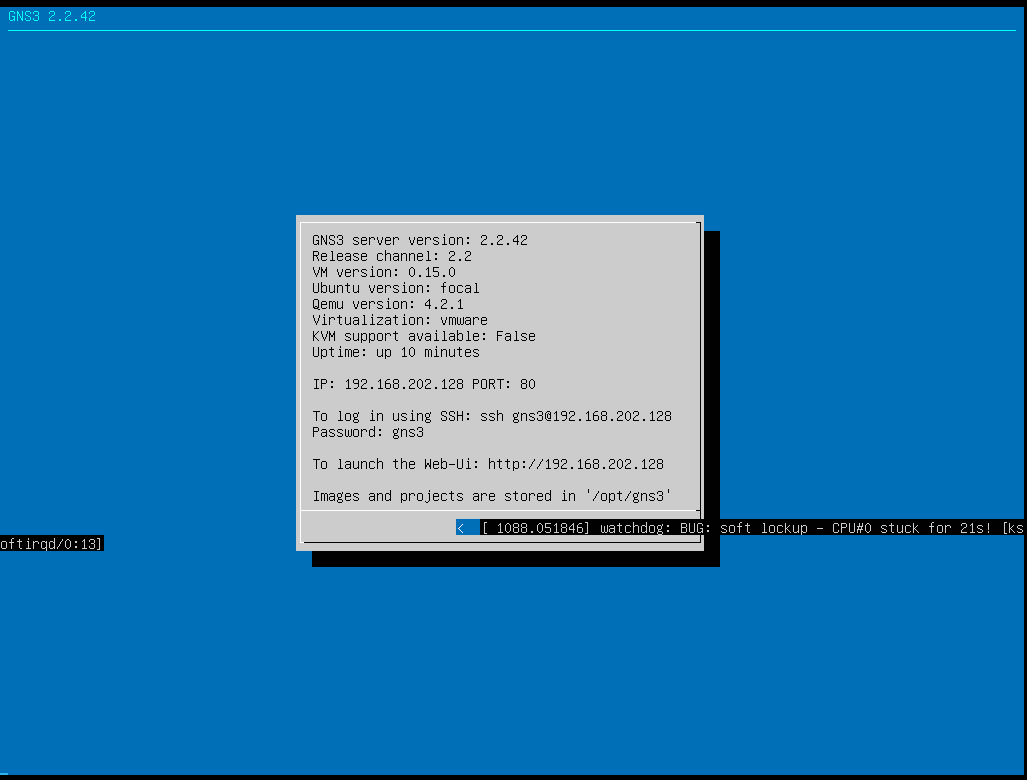 GNS3 2.2.42
GNS3 server version: 2.2.42
Release channel: 2.2
VM version: 0.15.0
Ubuntu version: focal
Qemu version: 4.2.1
Virtualization: vmware
KVM support available: False
Uptime: up 10 minutes
IP: 192.168.202.128 PORT: 80
To log in using SSH: ssh gns3@192.168.202.128
Password: gns3
To launch the Web-Ui: http://192.168.202.128
Images and projects are stored in '/opt/gns3'
< [ 1088.051846] watchdog: BUG: soft lockup - CPU#0 stuck for 21s! [ks
oftirqd/0:13]